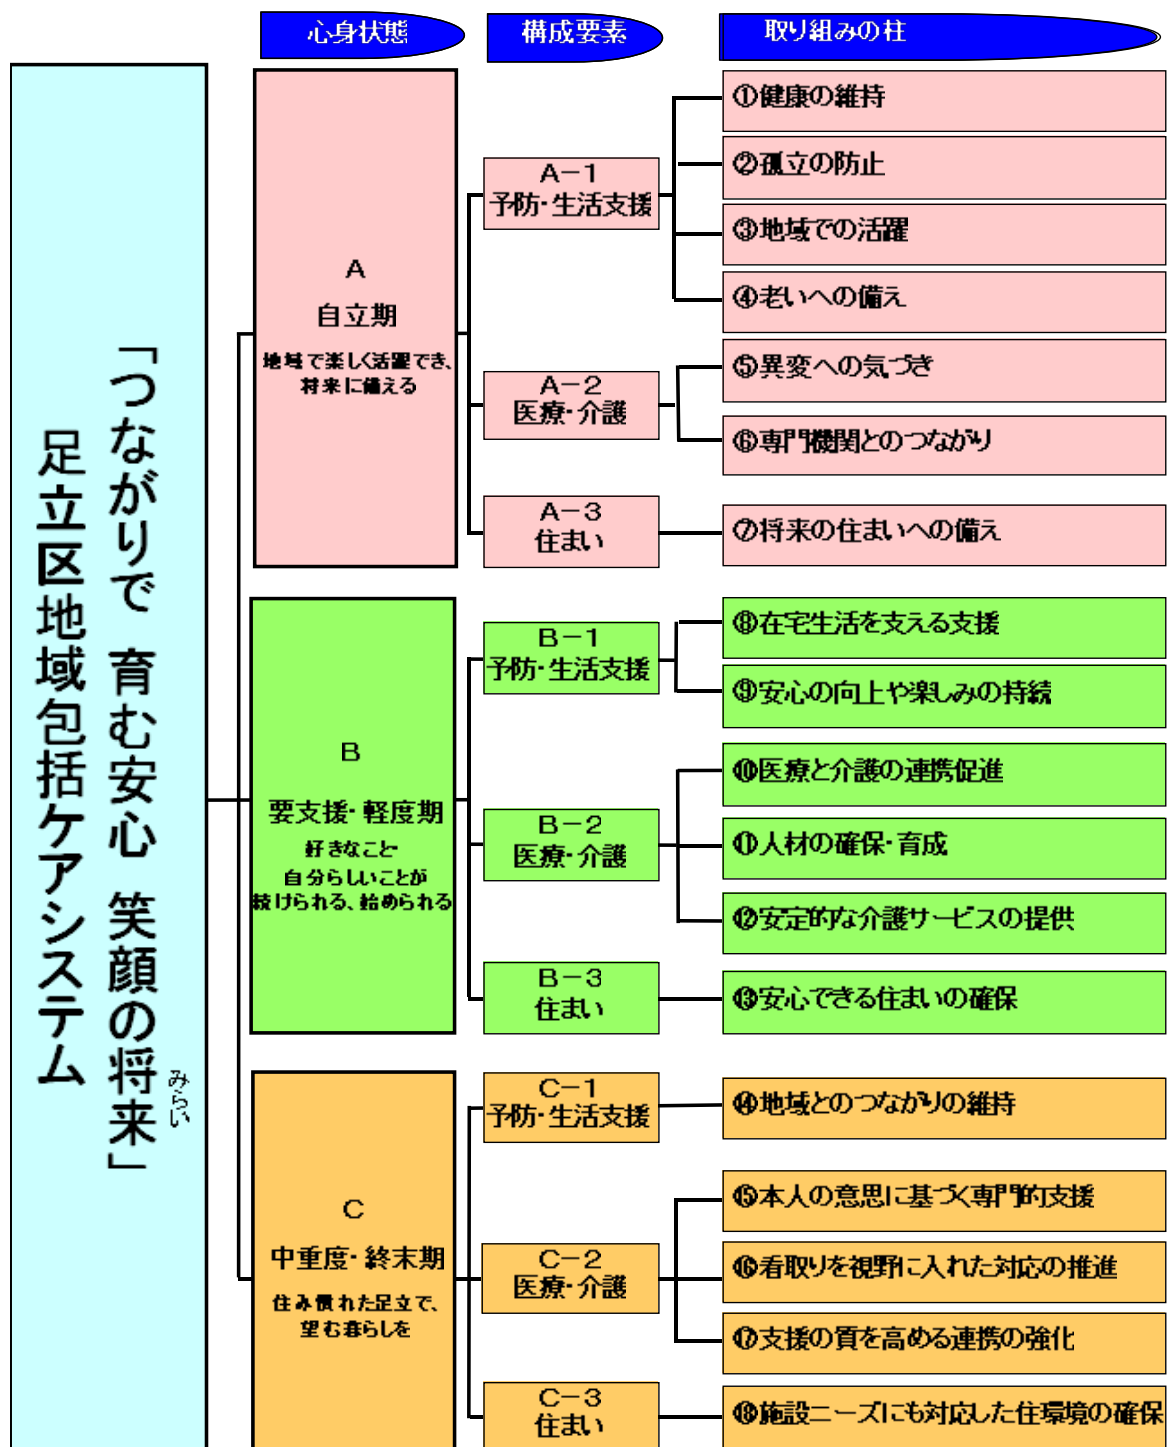 心身状態
構成要素
取り組みの柱
「つながりで 育む安心 笑顔の将来」
みらい
足立区地域包括ケアシステム
A
自立期
地域で楽しく活躍でき、
将来に備える
A－1
予防・生活支援
①健康の維持
②孤立の防止
③地域での活躍
④老いへの備え
A－2
医療・介護
⑤異変への気づき
⑥専門機関とのつながり
A－3
住まい
⑦将来の住まいへの備え
B
要支援・軽度期
好きなこと
自分らしいことが
続けられる、始められる
B－1
予防・生活支援
⑧在宅生活を支える支援
⑨安心の向上や楽しみの持続
B－2
医療・介護
⑩医療と介護の連携促進
⑪人材の確保・育成
⑫安定的な介護サービスの提供
B－3
住まい
⑬安心できる住まいの確保
C
中重度・終末期
住み慣れた足立で、
望む暮らしを
C－1
予防・生活支援
⑭地域とのつながりの維持
C－2
医療・介護
⑮本人の意思に基づく専門的支援
⑯看取りを視野に入れた対応の推進
⑰支援の質を高める連携の強化
C－3
住まい
⑱施設ニーズにも対応した住環境の確保